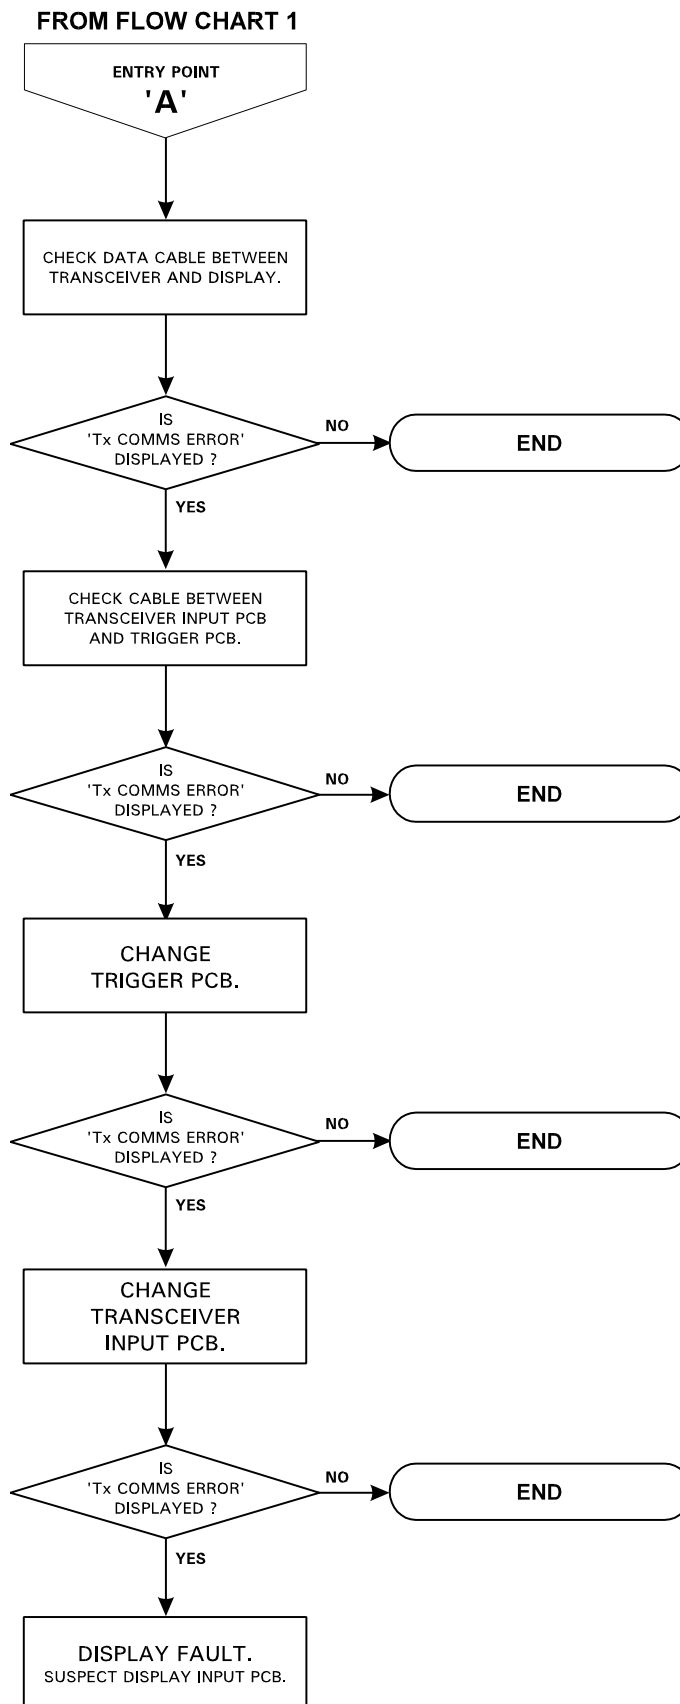 FROM FLOW CHART 1
ENTRY POINT
'A'
CHECK DATA CABLE BETWEEN
TRANSCEIVER AND DISPLAY.
IS
'Tx COMMS ERROR'
DISPLAYED ?
NO
END
YES
CHECK CABLE BETWEEN
TRANSCEIVER INPUT PCB
AND TRIGGER PCB.
IS
'Tx COMMS ERROR'
DISPLAYED ?
NO
END
YES
CHANGE
TRIGGER PCB.
IS
'Tx COMMS ERROR'
DISPLAYED ?
NO
END
YES
CHANGE
TRANSCEIVER
INPUT PCB.
IS
'Tx COMMS ERROR'
DISPLAYED ?
NO
END
YES
DISPLAY FAULT.
SUSPECT DISPLAY INPUT PCB.